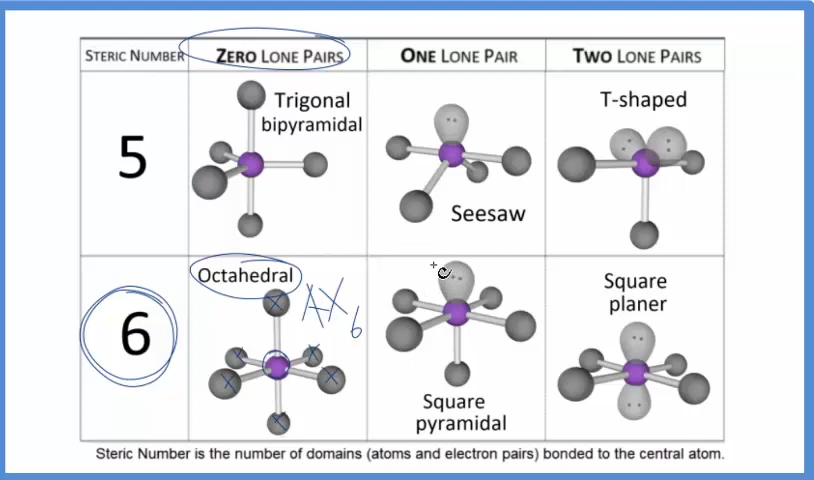 STERIC NUMBER ZERO LONE PAIRS ONE LONE PAIR TWO LONE PAIRS
5
Trigonal
bipyramidal
Seesaw
T-shaped
6
Octahedral
AX6
Square
pyramidal
Square
planer
Steric Number is the number of domains (atoms and electron pairs) bonded to the central atom.